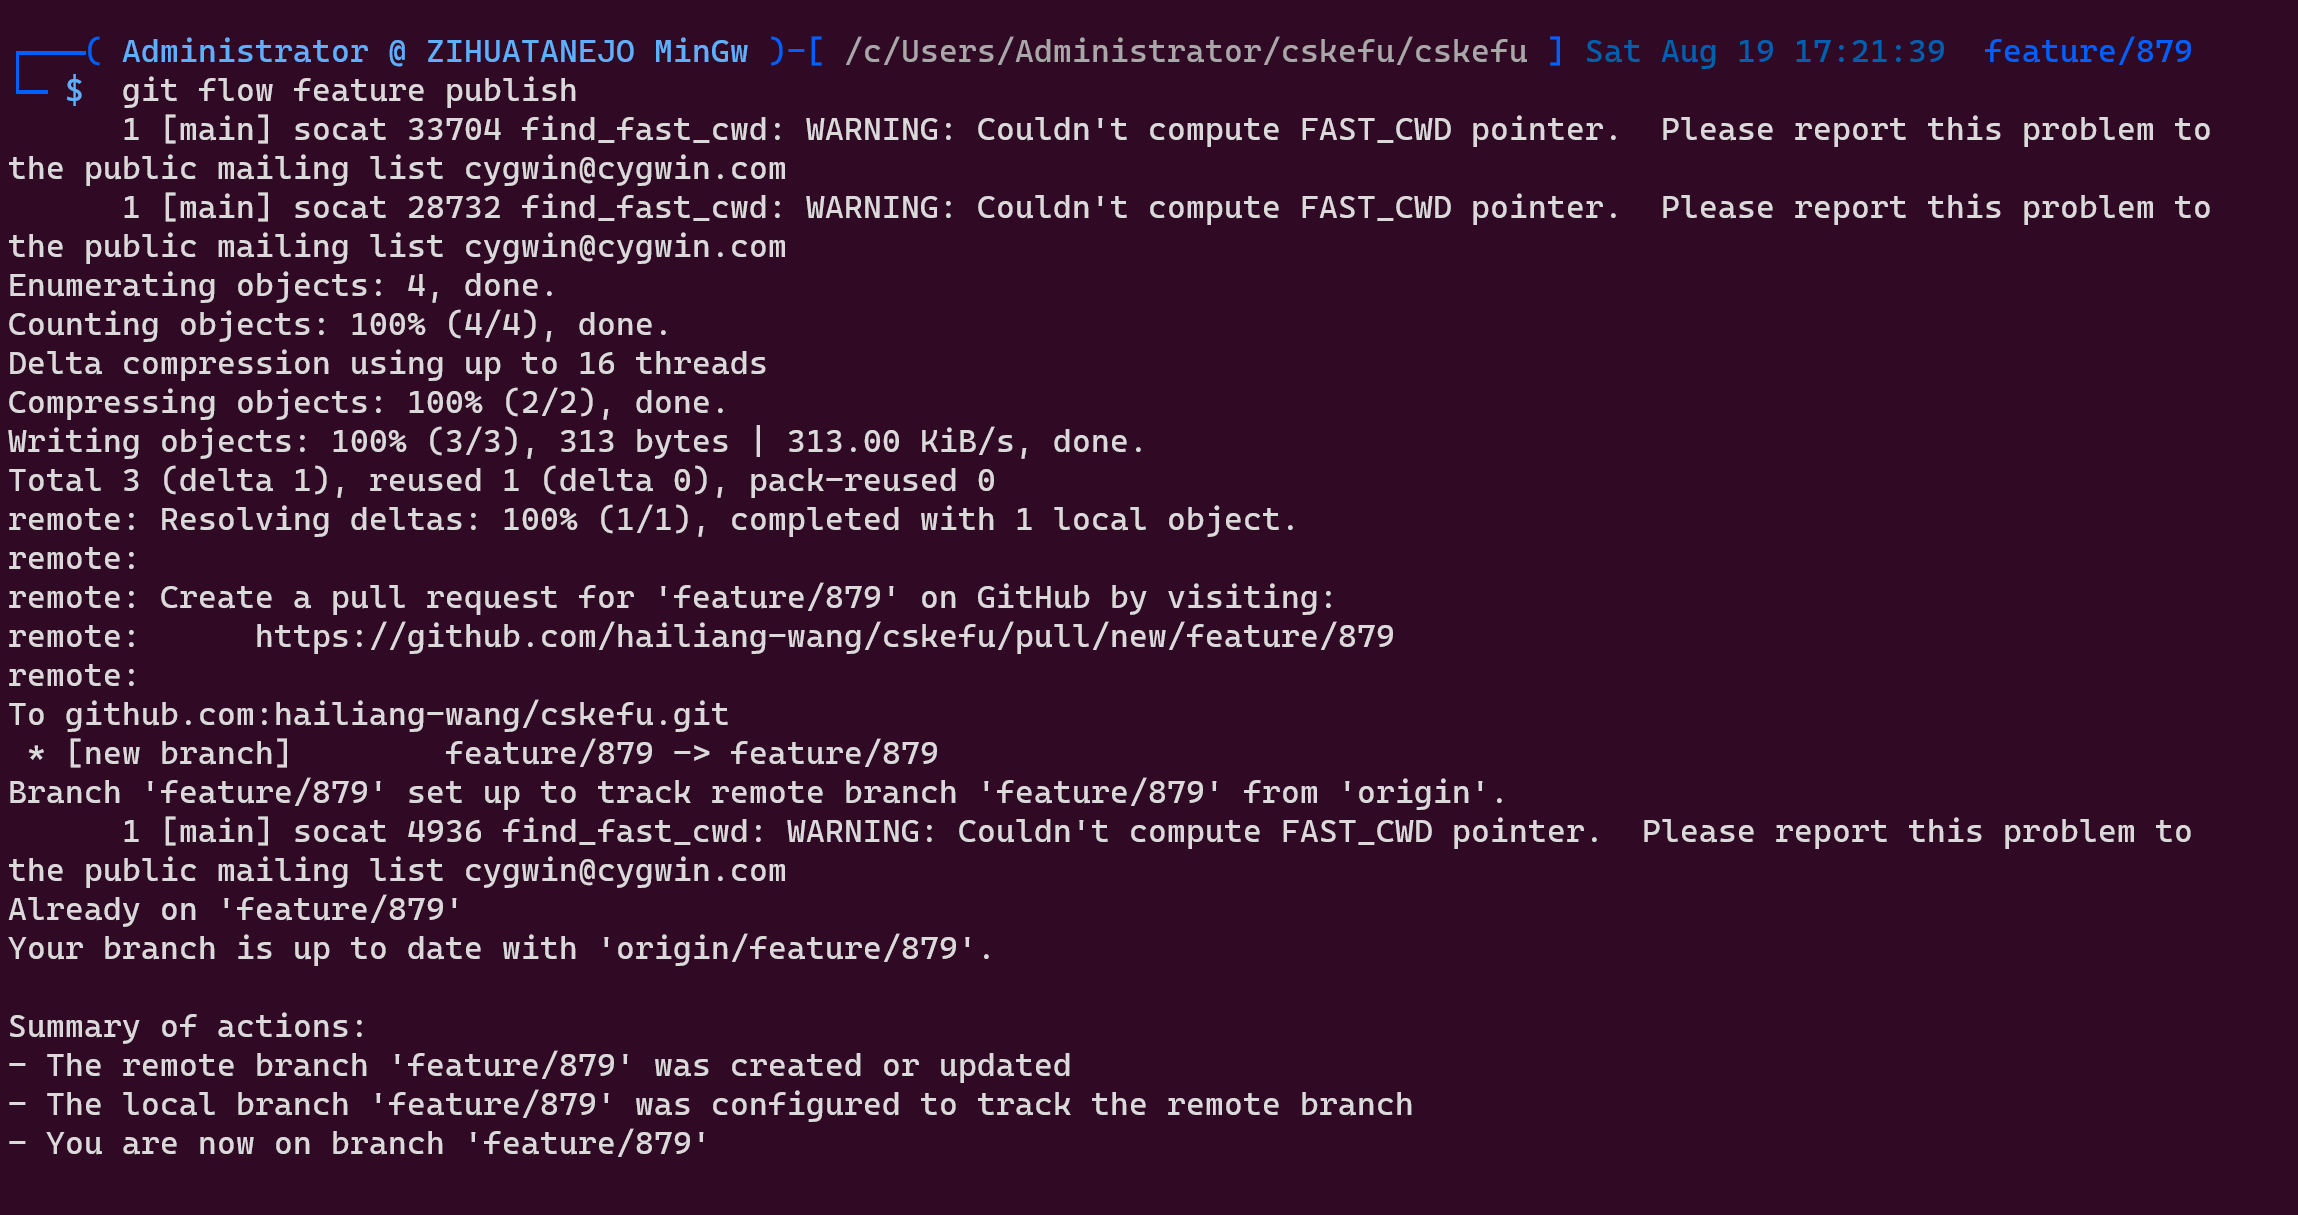 ( Administrator @ ZIHUATANEJO MinGw )-[ /c/Users/Administrator/cskefu/cskefu ] Sat Aug 19 17:21:39  feature/879
$  git flow feature publish
      1 [main] socat 33704 find_fast_cwd: WARNING: Couldn't compute FAST_CWD pointer.  Please report this problem to
the public mailing list cygwin@cygwin.com
      1 [main] socat 28732 find_fast_cwd: WARNING: Couldn't compute FAST_CWD pointer.  Please report this problem to
the public mailing list cygwin@cygwin.com
Enumerating objects: 4, done.
Counting objects: 100% (4/4), done.
Delta compression using up to 16 threads
Compressing objects: 100% (2/2), done.
Writing objects: 100% (3/3), 313 bytes | 313.00 KiB/s, done.
Total 3 (delta 1), reused 1 (delta 0), pack-reused 0
remote: Resolving deltas: 100% (1/1), completed with 1 local object.
remote:
remote: Create a pull request for 'feature/879' on GitHub by visiting:
remote:      https://github.com/hailiang-wang/cskefu/pull/new/feature/879
remote:
To github.com:hailiang-wang/cskefu.git
 * [new branch]        feature/879 -> feature/879
Branch 'feature/879' set up to track remote branch 'feature/879' from 'origin'.
      1 [main] socat 4936 find_fast_cwd: WARNING: Couldn't compute FAST_CWD pointer.  Please report this problem to
the public mailing list cygwin@cygwin.com
Already on 'feature/879'
Your branch is up to date with 'origin/feature/879'.

Summary of actions:
- The remote branch 'feature/879' was created or updated
- The local branch 'feature/879' was configured to track the remote branch
- You are now on branch 'feature/879'